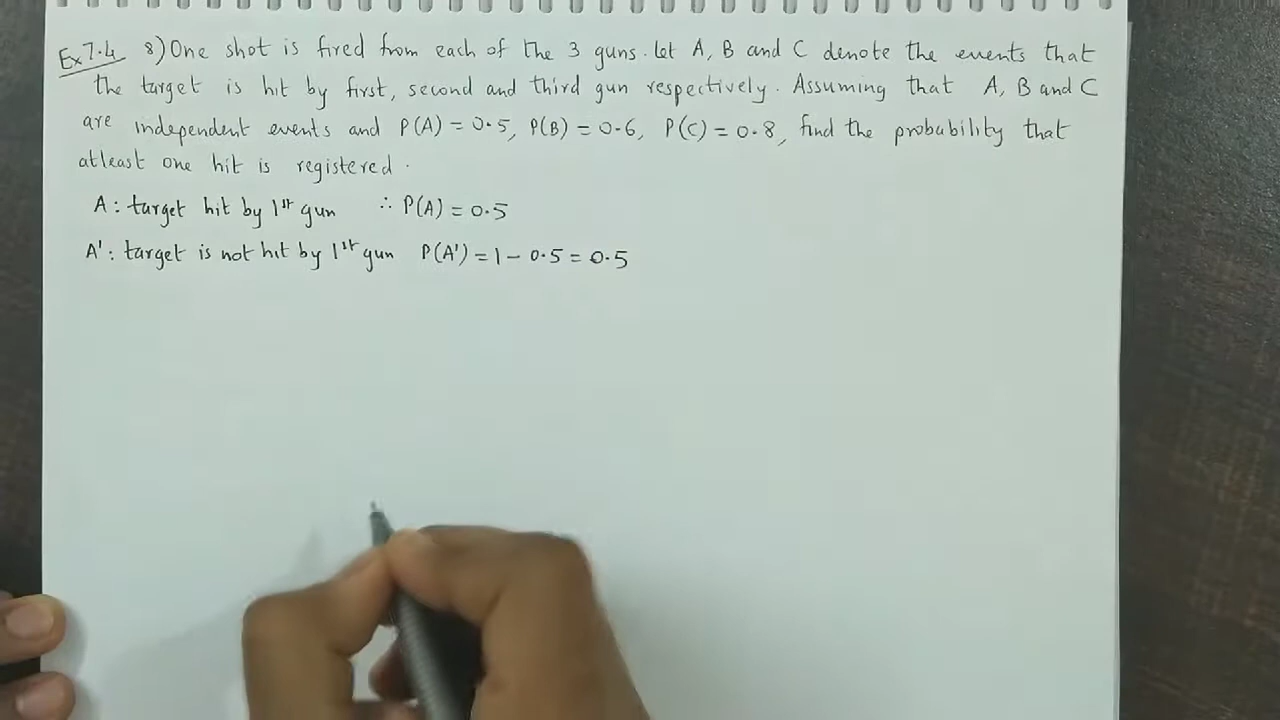 Ex 7.4 8) One shot is fired from each of the 3 guns. Let A, B and C denote the events that
the target is hit by first, second and third gun respectively. Assuming that A, B and C
are independent events and P(A) = 0.5, P(B) = 0.6, P(C) = 0.8, find the probability that
atleast one hit is registered.
A : target hit by 1st gun ∴ P(A) = 0.5
A' : target is not hit by 1st gun P(A') = 1 - 0.5 = 0.5